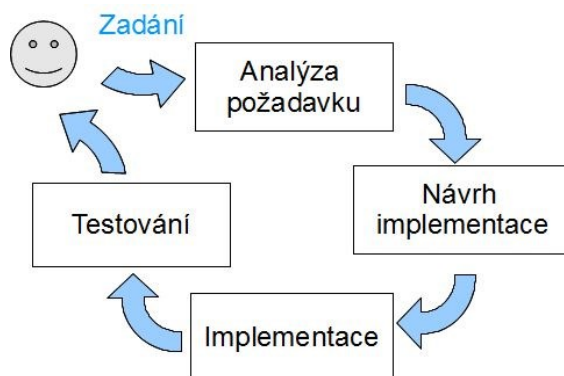 Zadání
Analýza
požadavku
Návrh
implementace
Implementace
Testování